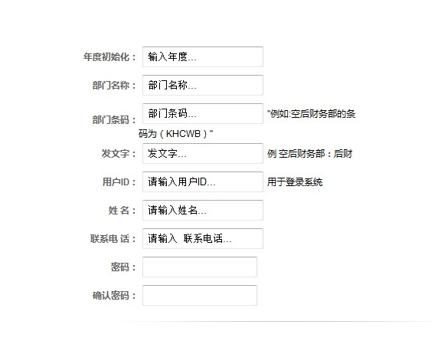 年度初始化： 输入年度...
部门名称： 部门名称...
部门条码： 部门条码... "例如:空后财务部的条
码为（KHCWB）"
发文字： 发文字... 例 空后财务部：后财
用户ID： 请输入用户ID... 用于登录系统
姓 名： 请输入姓名...
联系电 话： 请输入 联系电话...
密码：
确认密码：